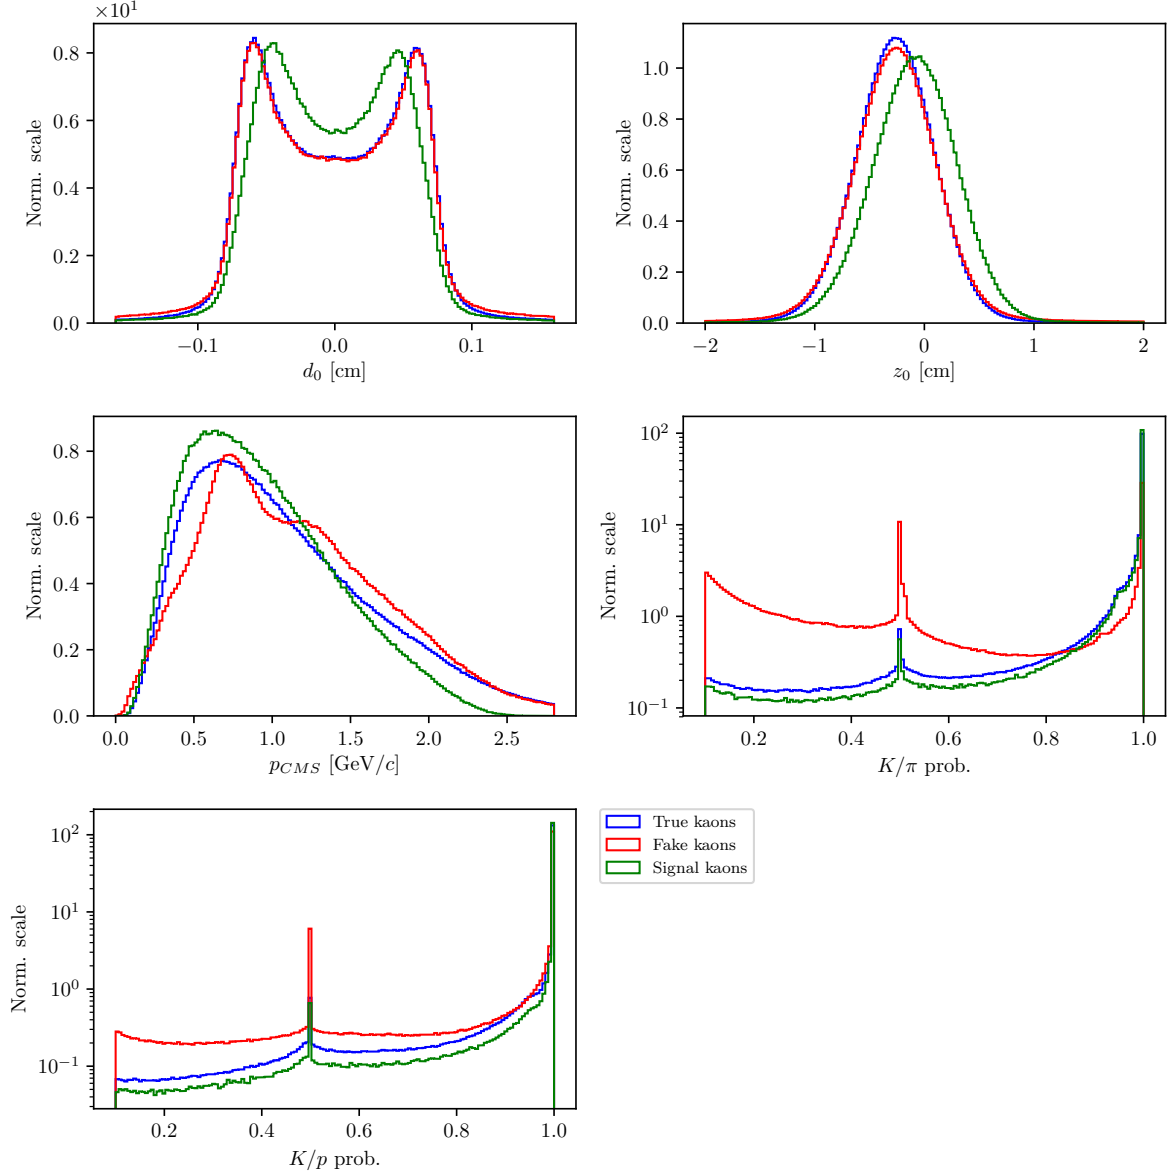 ×10¹
0.8
0.6
0.4
0.2
0.0
Norm. scale
−0.1 0.0 0.1
d₀ [cm]
1.0
0.8
0.6
0.4
0.2
0.0
Norm. scale
−2 −1 0 1 2
z₀ [cm]
0.8
0.6
0.4
0.2
0.0
Norm. scale
0.0 0.5 1.0 1.5 2.0 2.5
p_CMS [GeV/c]
10²
10¹
10⁰
10⁻¹
Norm. scale
0.2 0.4 0.6 0.8 1.0
K/π prob.
10²
10¹
10⁰
10⁻¹
Norm. scale
0.2 0.4 0.6 0.8 1.0
K/p prob.
True kaons
Fake kaons
Signal kaons